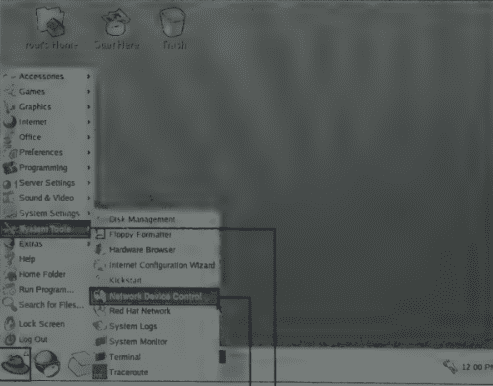 root's Home
Start Here
Trash
Accessories
Games
Graphics
Internet
Office
Preferences
Programming
Server Settings
Sound & Video
System Settings
System Tools
Extras
Help
Home Folder
Run Program...
Search for Files...
Lock Screen
Log Out
Disk Management
Floppy Formatter
Hardware Browser
Internet Configuration Wizard
Kickstart
Network Device Control
Red Hat Network
System Logs
System Monitor
Terminal
Traceroute
12:00 PM